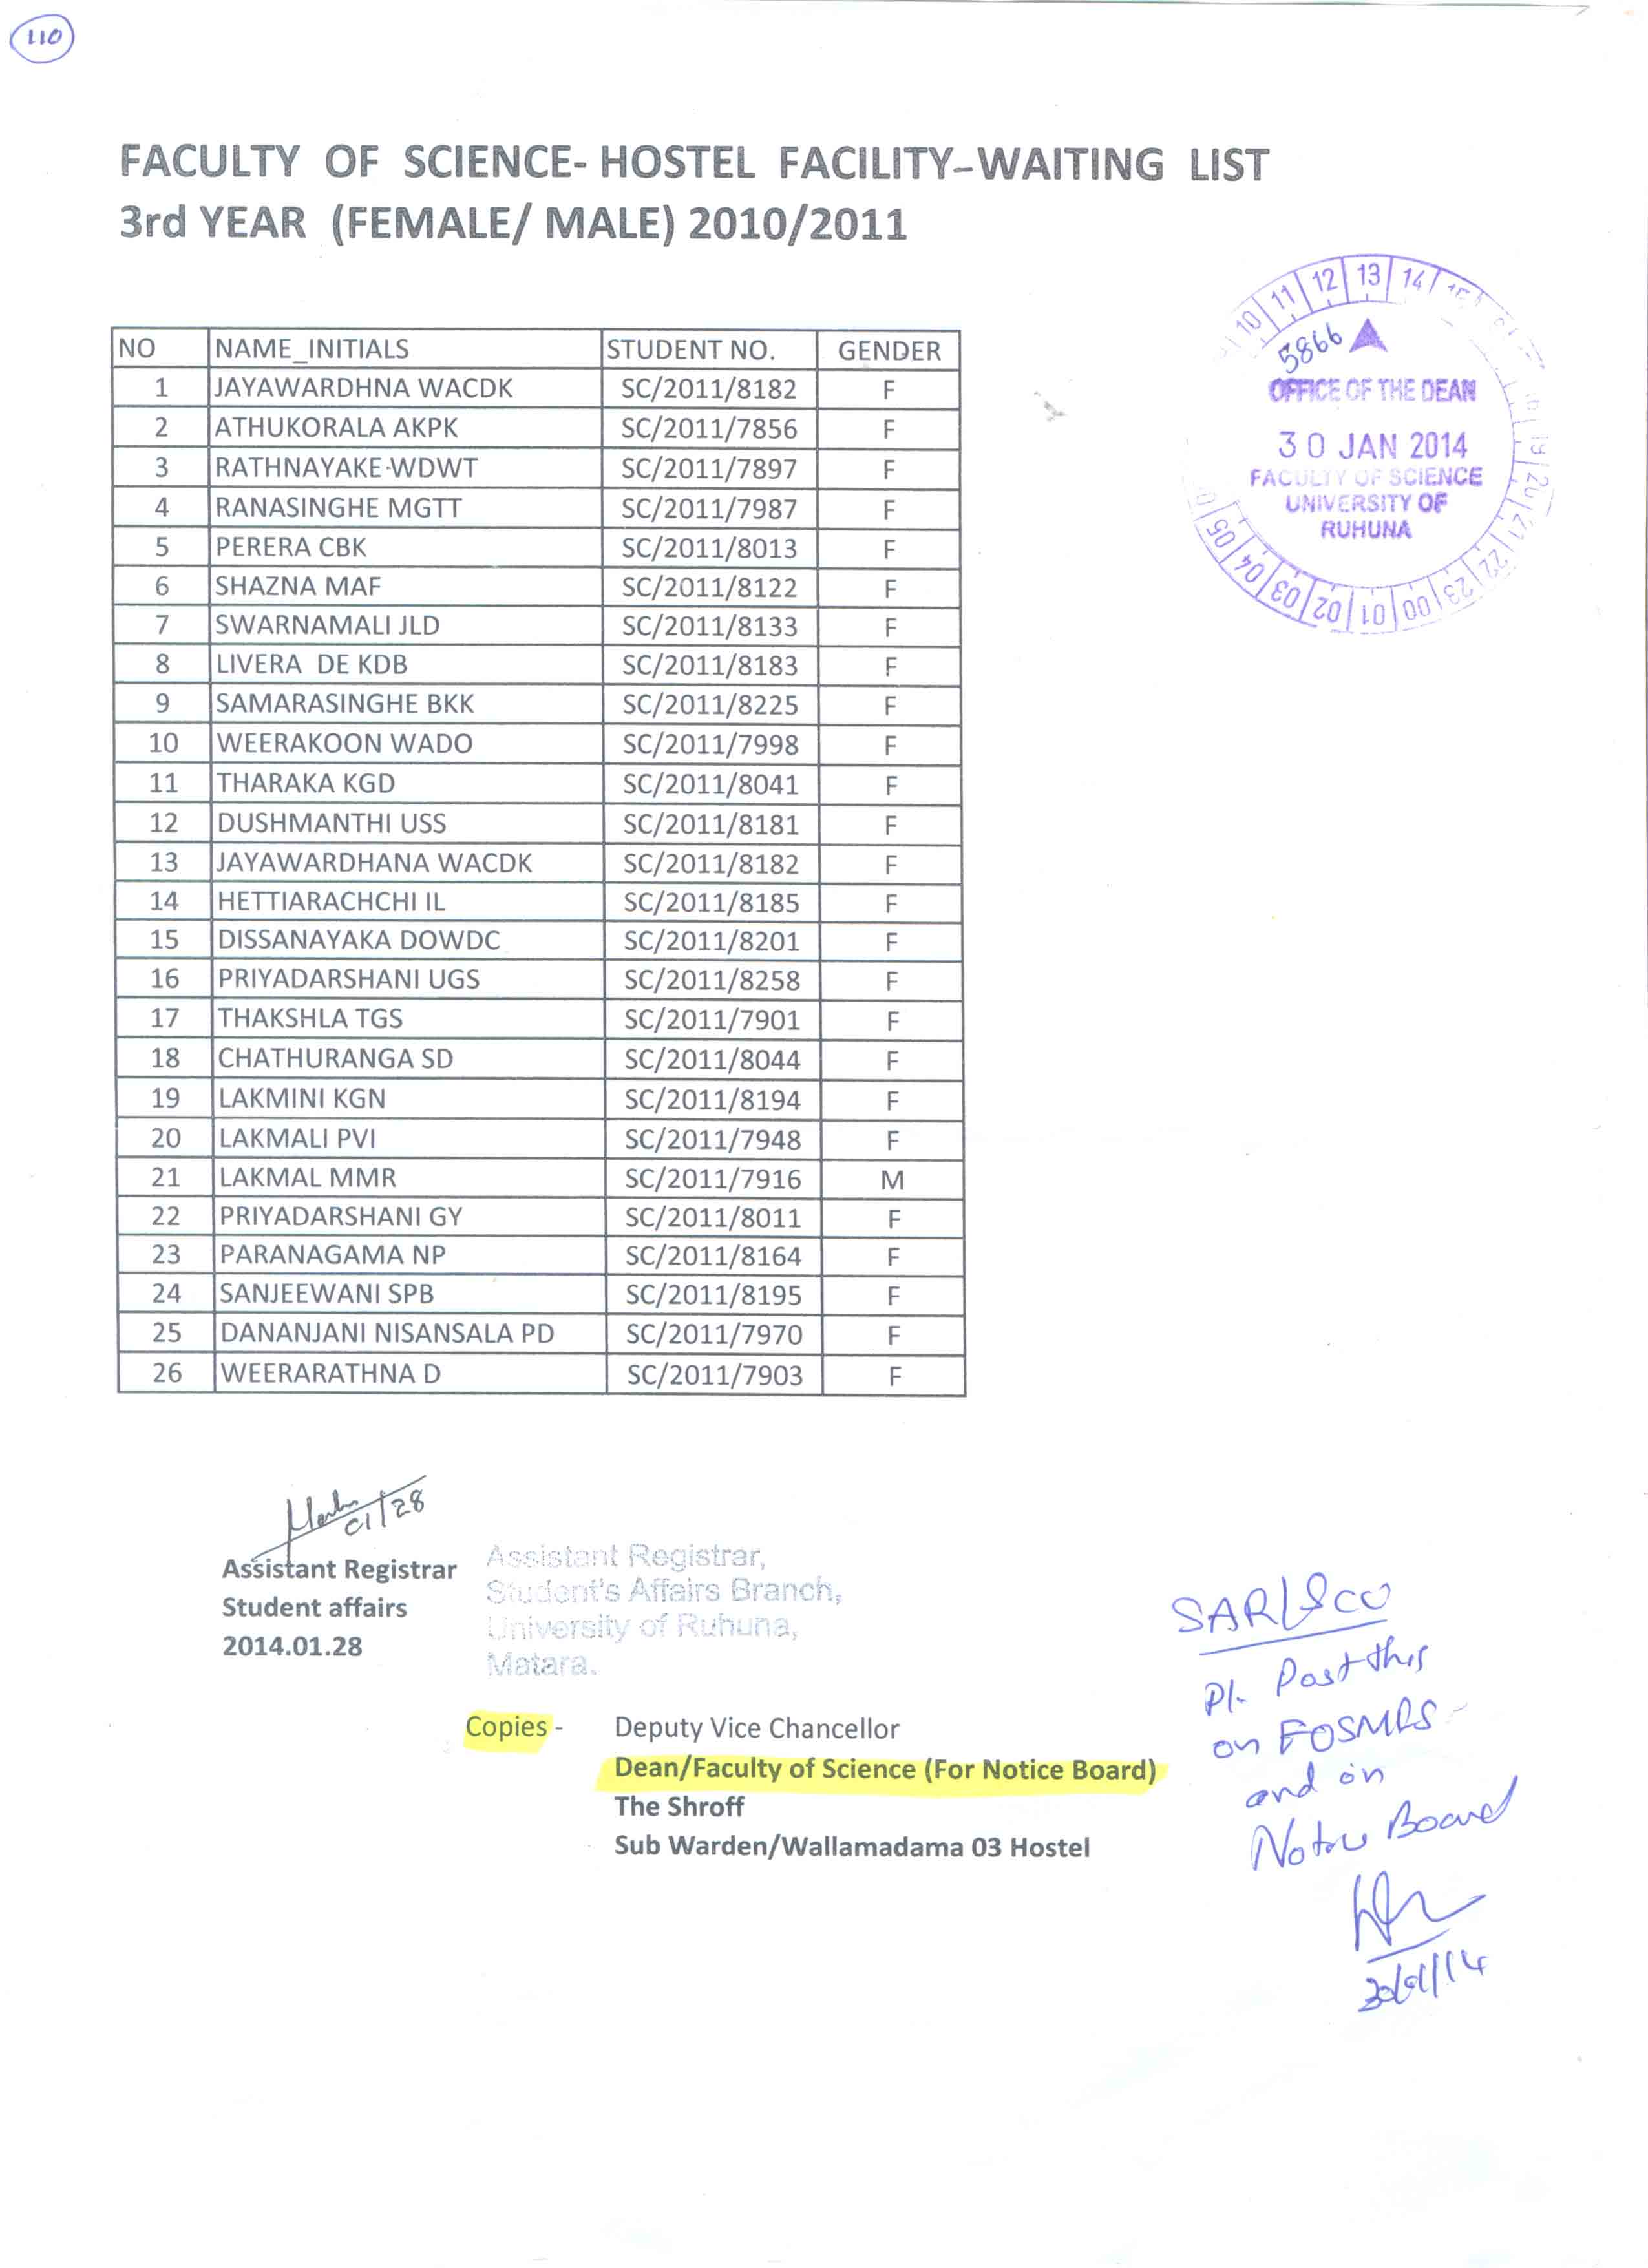 110
FACULTY OF SCIENCE- HOSTEL FACILITY-WAITING LIST
3rd YEAR (FEMALE/ MALE) 2010/2011
10 11 12 13 14 15
5866
OFFICE OF THE DEAN
30 JAN 2014
FACULTY OF SCIENCE
UNIVERSITY OF
RUHUNA
19 20 21 22 23 00 01 02 03 04 05
NO NAME_INITIALS STUDENT NO. GENDER
1 JAYAWARDHNA WACDK SC/2011/8182 F
2 ATHUKORALA AKPK SC/2011/7856 F
3 RATHNAYAKE WDWT SC/2011/7897 F
4 RANASINGHE MGTT SC/2011/7987 F
5 PERERA CBK SC/2011/8013 F
6 SHAZNA MAF SC/2011/8122 F
7 SWARNAMALI JLD SC/2011/8133 F
8 LIVERA DE KDB SC/2011/8183 F
9 SAMARASINGHE BKK SC/2011/8225 F
10 WEERAKOON WADO SC/2011/7998 F
11 THARAKA KGD SC/2011/8041 F
12 DUSHMANTHI USS SC/2011/8181 F
13 JAYAWARDHANA WACDK SC/2011/8182 F
14 HETTIARACHCHI IL SC/2011/8185 F
15 DISSANAYAKA DOWDC SC/2011/8201 F
16 PRIYADARSHANI UGS SC/2011/8258 F
17 THAKSHLA TGS SC/2011/7901 F
18 CHATHURANGA SD SC/2011/8044 F
19 LAKMINI KGN SC/2011/8194 F
20 LAKMALI PVI SC/2011/7948 F
21 LAKMAL MMR SC/2011/7916 M
22 PRIYADARSHANI GY SC/2011/8011 F
23 PARANAGAMA NP SC/2011/8164 F
24 SANJEEWANI SPB SC/2011/8195 F
25 DANANJANI NISANSALA PD SC/2011/7970 F
26 WEERARATHNA D SC/2011/7903 F
01/28
Assistant Registrar
Student affairs
2014.01.28
Assistant Registrar,
Student's Affairs Branch,
University of Ruhuna,
Matara.
Copies - Deputy Vice Chancellor
Dean/Faculty of Science (For Notice Board)
The Shroff
Sub Warden/Wallamadama 03 Hostel
Pl. Post this
on FOSMIS
and on
Notice Board
30/01/14